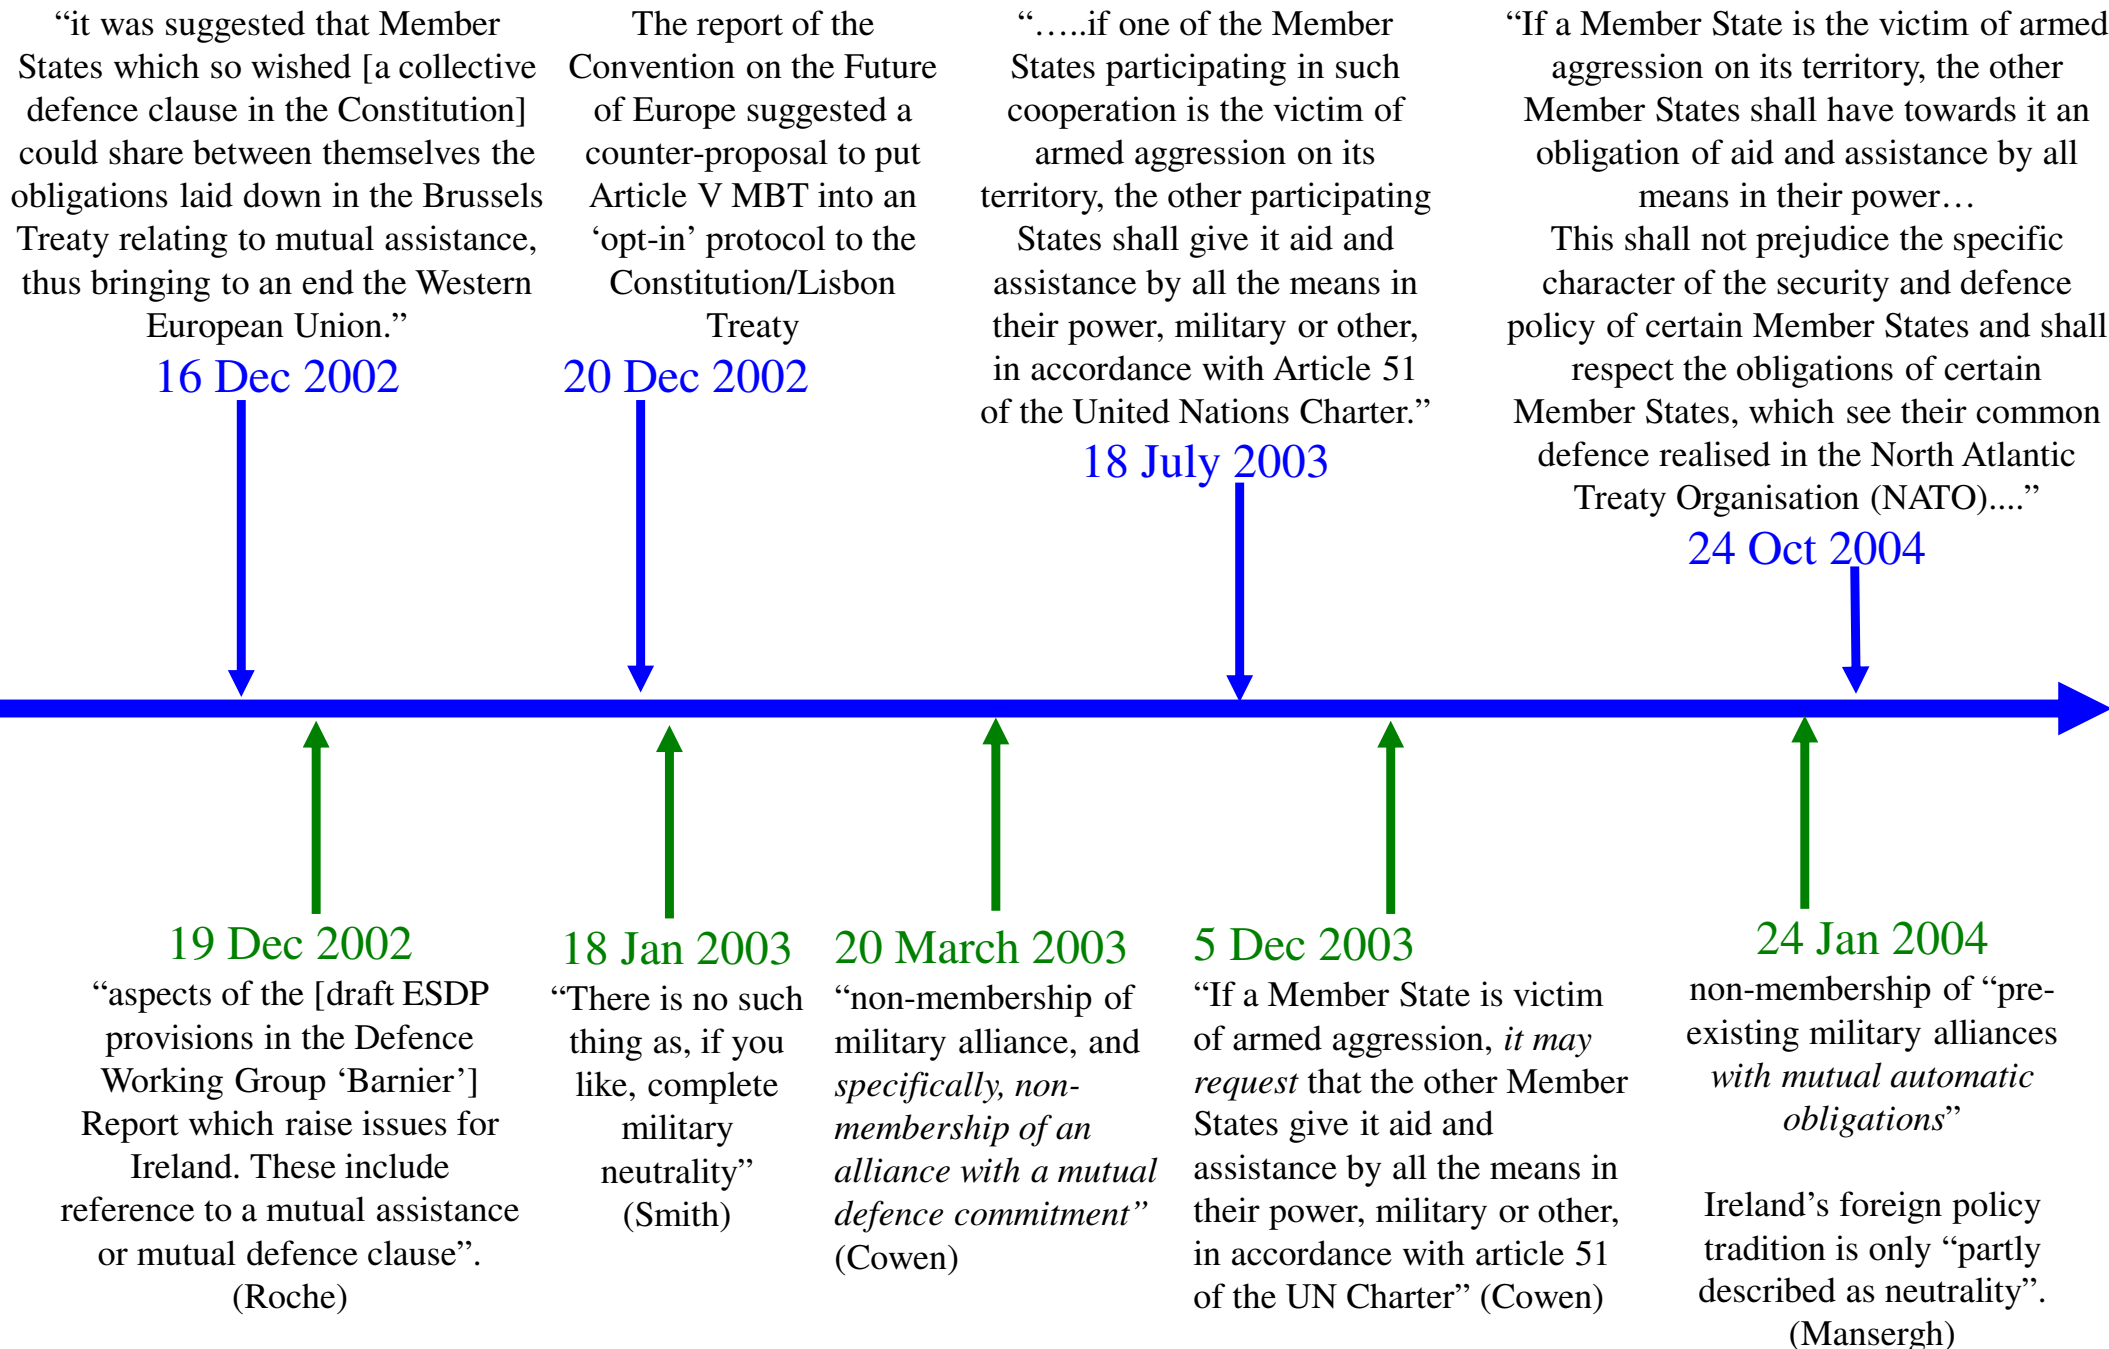 “it was suggested that Member
States which so wished [a collective
defence clause in the Constitution]
could share between themselves the
obligations laid down in the Brussels
Treaty relating to mutual assistance,
thus bringing to an end the Western
European Union.”
16 Dec 2002
The report of the
Convention on the Future
of Europe suggested a
counter-proposal to put
Article V MBT into an
‘opt-in’ protocol to the
Constitution/Lisbon
Treaty
20 Dec 2002
“…..if one of the Member
States participating in such
cooperation is the victim of
armed aggression on its
territory, the other participating
States shall give it aid and
assistance by all the means in
their power, military or other,
in accordance with Article 51
of the United Nations Charter.”
18 July 2003
“If a Member State is the victim of armed
aggression on its territory, the other
Member States shall have towards it an
obligation of aid and assistance by all
means in their power…
This shall not prejudice the specific
character of the security and defence
policy of certain Member States and shall
respect the obligations of certain
Member States, which see their common
defence realised in the North Atlantic
Treaty Organisation (NATO)....”
24 Oct 2004
19 Dec 2002
“aspects of the [draft ESDP
provisions in the Defence
Working Group ‘Barnier’]
Report which raise issues for
Ireland. These include
reference to a mutual assistance
or mutual defence clause”.
(Roche)
18 Jan 2003
“There is no such
thing as, if you
like, complete
military
neutrality”
(Smith)
20 March 2003
“non-membership of
military alliance, and
specifically, non-
membership of an
alliance with a mutual
defence commitment”
(Cowen)
5 Dec 2003
“If a Member State is victim
of armed aggression, it may
request that the other Member
States give it aid and
assistance by all the means in
their power, military or other,
in accordance with article 51
of the UN Charter” (Cowen)
24 Jan 2004
non-membership of “pre-
existing military alliances
with mutual automatic
obligations”
Ireland’s foreign policy
tradition is only “partly
described as neutrality”.
(Mansergh)